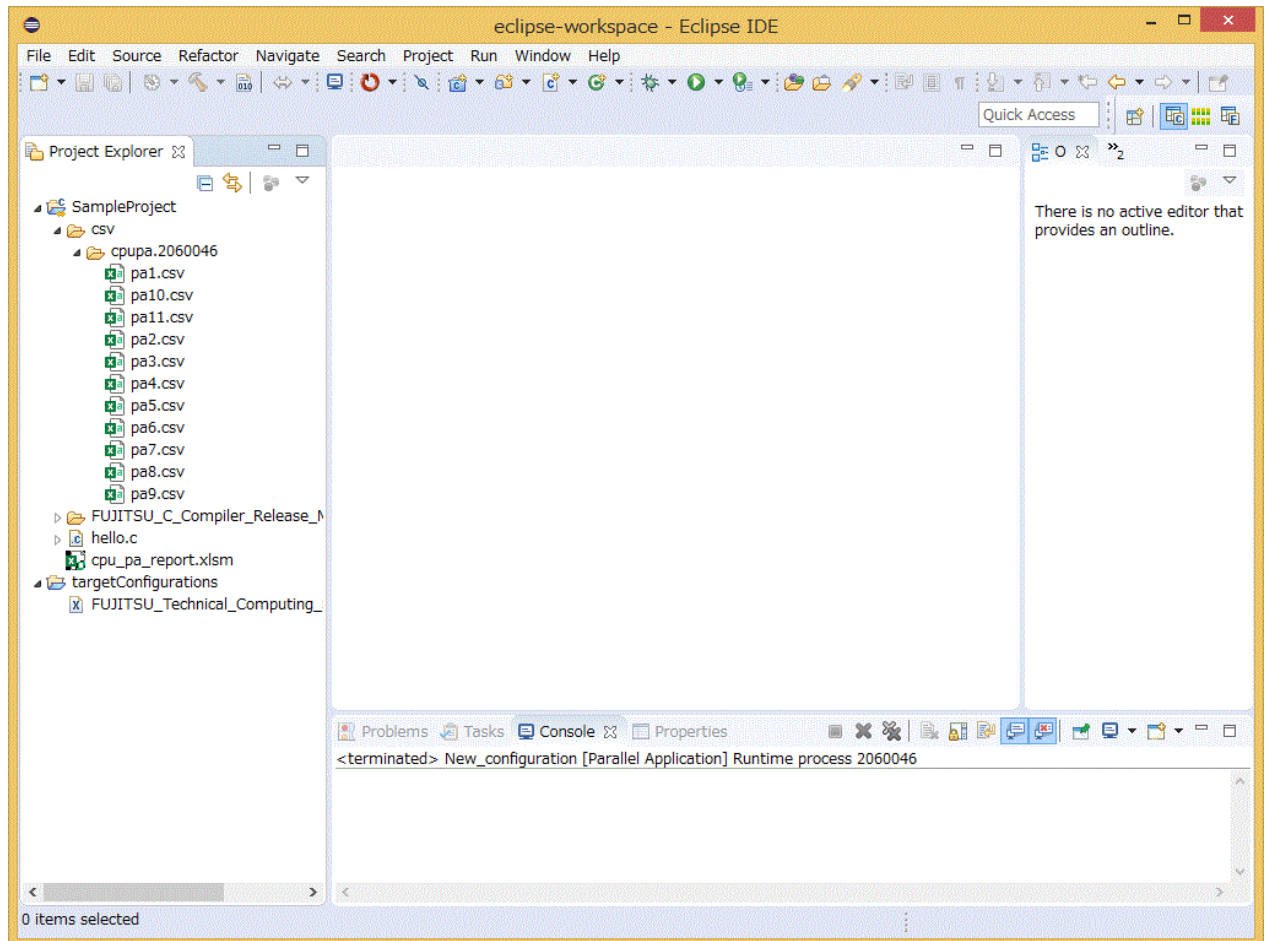 eclipse-workspace - Eclipse IDE
File Edit Source Refactor Navigate Search Project Run Window Help
010
Quick Access
Project Explorer
O
»2
SampleProject
csv
cpupa.2060046
pa1.csv
pa10.csv
pa11.csv
pa2.csv
pa3.csv
pa4.csv
pa5.csv
pa6.csv
pa7.csv
pa8.csv
pa9.csv
FUJITSU_C_Compiler_Release_
hello.c
cpu_pa_report.xlsm
targetConfigurations
FUJITSU_Technical_Computing_
There is no active editor that
provides an outline.
Problems Tasks Console Properties
<terminated> New_configuration [Parallel Application] Runtime process 2060046
0 items selected